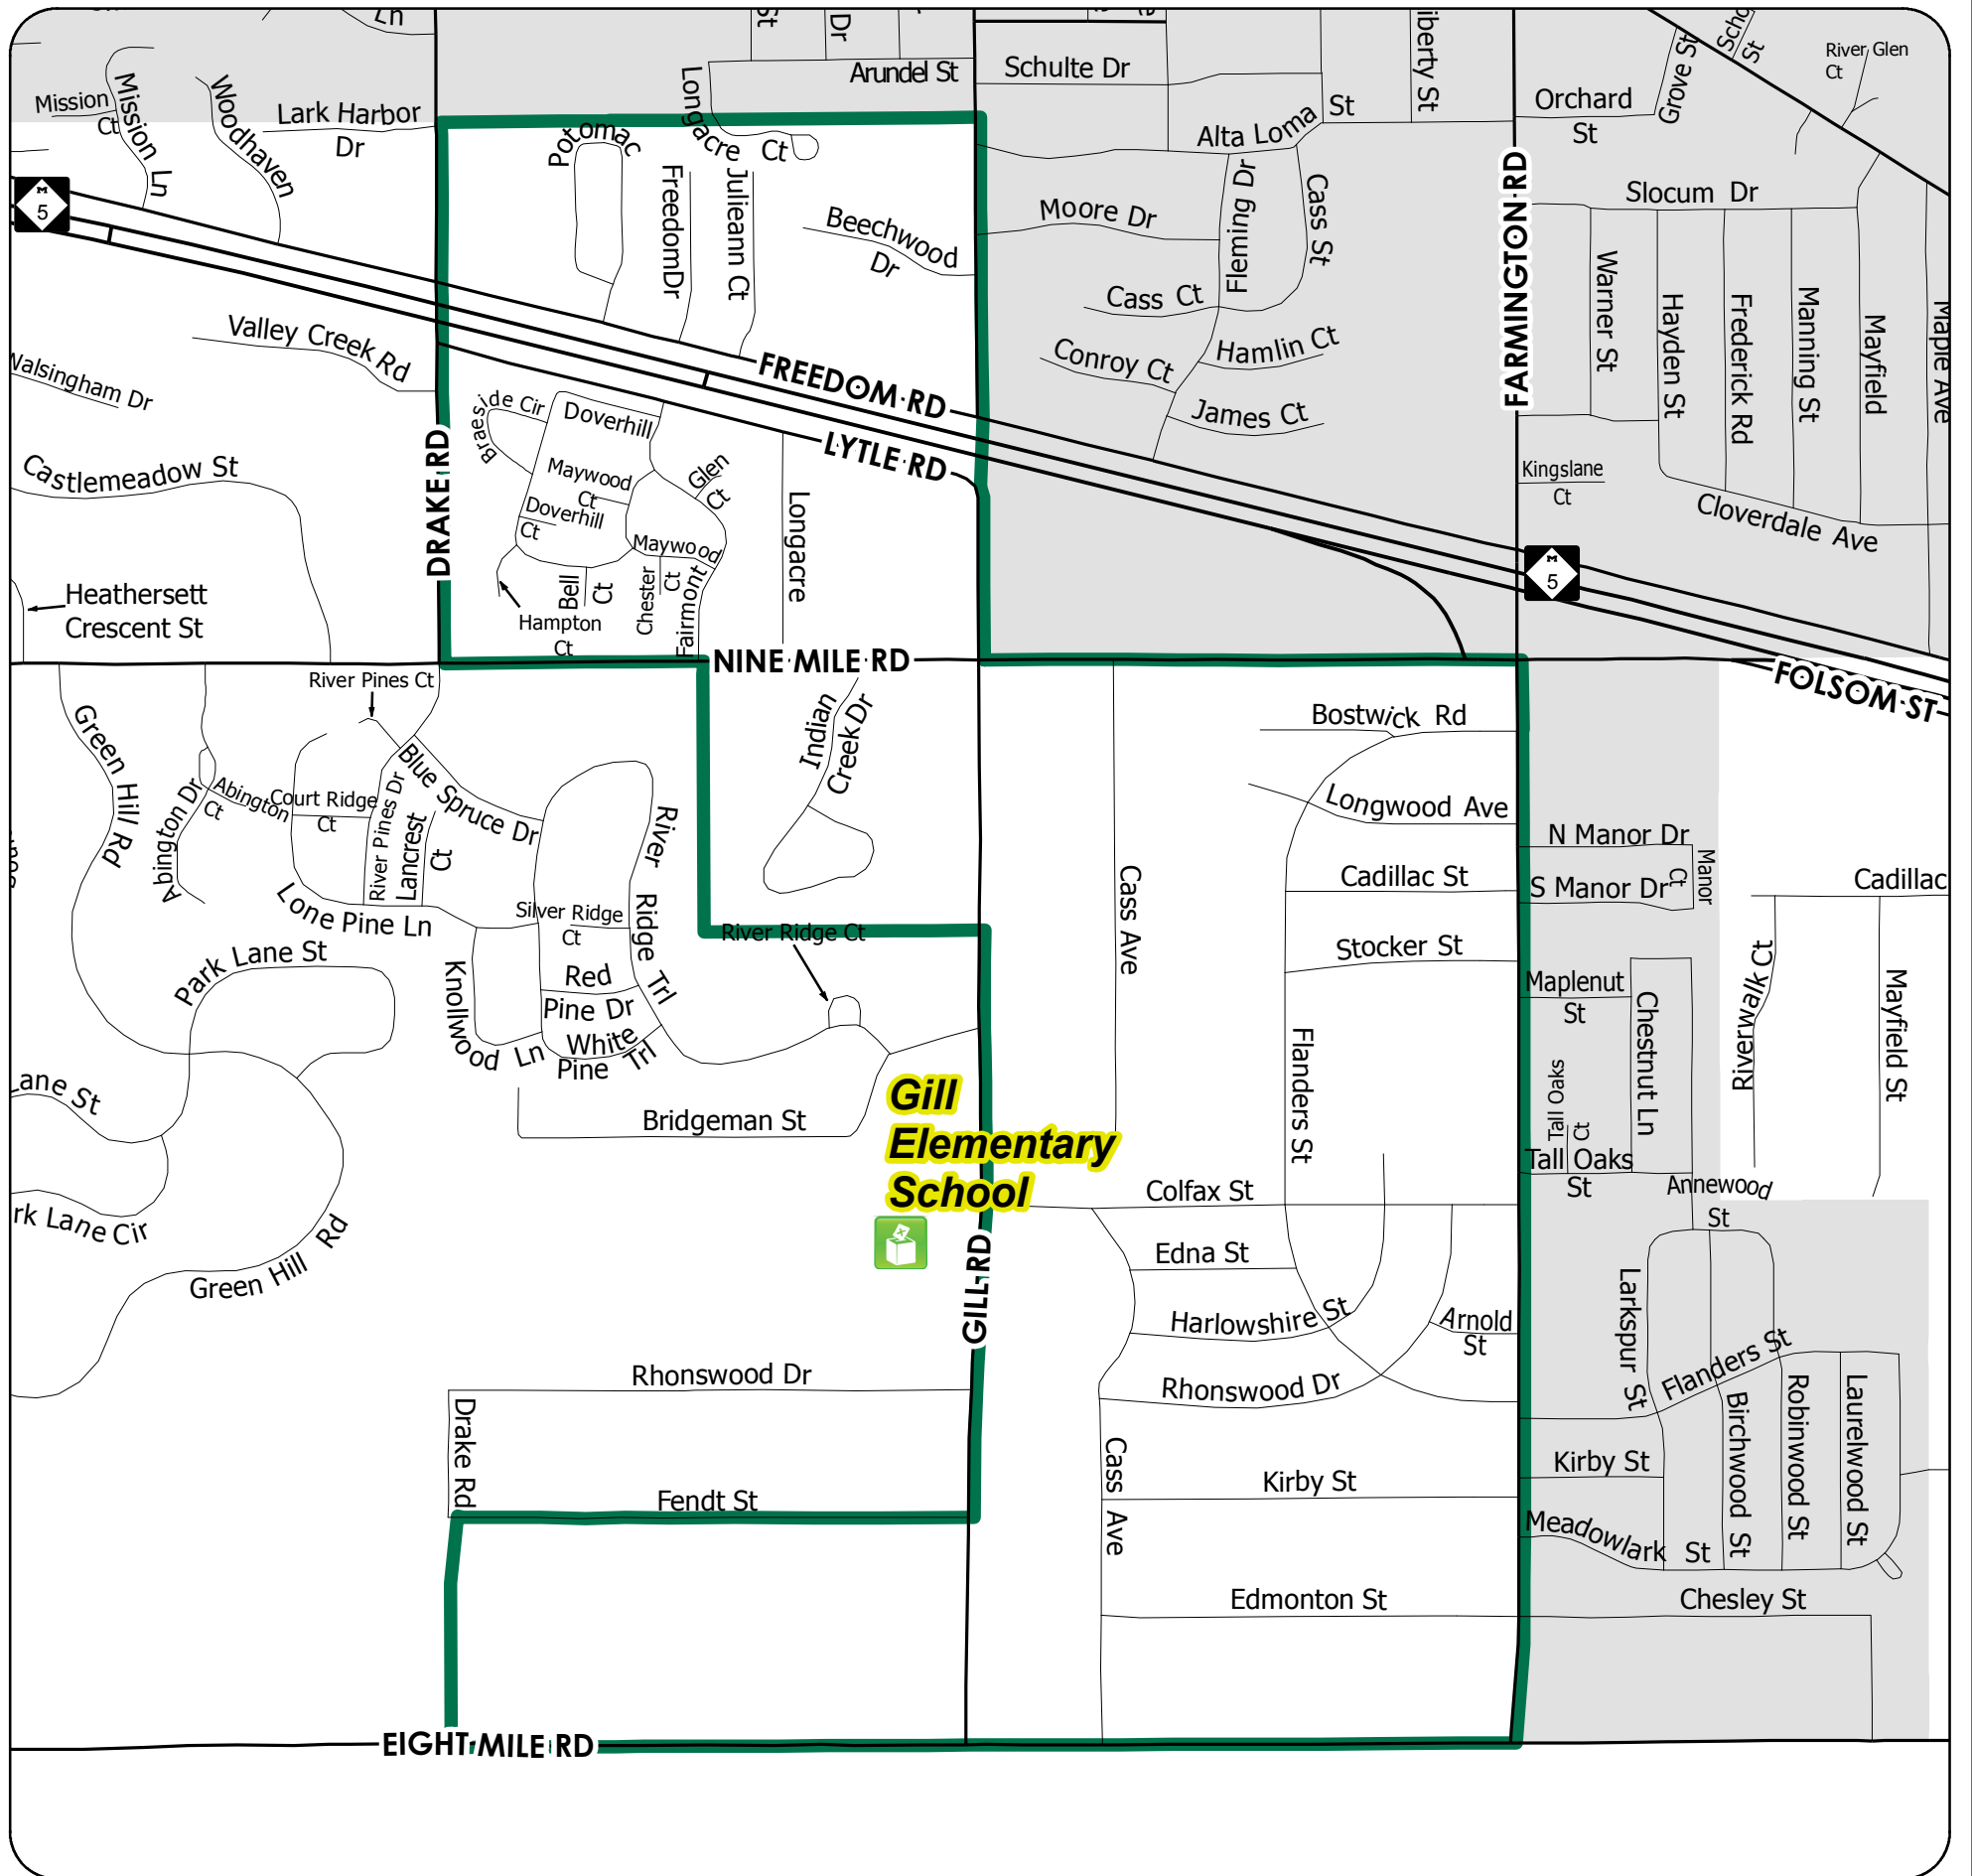 Ln
St
Dr
Arundel St
Schulte Dr
iberty St
Grove St
Scho
St
River Glen
Ct
Mission
Ct
Mission Ln
Woodhaven
Lark Harbor
Dr
Longacre Ct
Potomac
Alta Loma St
Orchard
St
M
5
FreedomDr
Julieann Ct
Beechwood
Dr
Moore Dr
Fleming Dr
Cass St
FARMINGTON RD
Slocum Dr
Warner St
Hayden St
Frederick Rd
Manning St
Mayfield
Maple Ave
Valley Creek Rd
Walsingham Dr
Cass Ct
Conroy Ct
Hamlin Ct
James Ct
FREEDOM RD
LYTLE RD
DRAKE RD
Braeside Cir
Doverhill
Maywood
Ct
Glen
Ct
Doverhill
Ct
Maywood
Longacre
Castlemeadow St
Kingslane
Ct
Cloverdale Ave
M
5
Bell
Ct
Chester
Ct
Fairmont
Hampton
Ct
Heathersett
Crescent St
NINE MILE RD
FOLSOM ST
River Pines Ct
Green Hill Rd
Indian
Creek Dr
Bostwick Rd
Blue Spruce Dr
Abington Dr
Abington
Ct
Court Ridge
Ct
River Pines Dr
Lancrest
Ct
River Ridge Trl
Longwood Ave
N Manor Dr
Manor
Ct
S Manor Dr
Cadillac St
Cadillac
Cass Ave
Lone Pine Ln
Silver Ridge
Ct
River Ridge Ct
Stocker St
Park Lane St
Knollwood Ln
Red
Pine Dr
White
Pine Trl
Maplenut
St
Chestnut Ln
Riverwalk Ct
Mayfield St
Flanders St
Tall Oaks
Ct
Lane St
Bridgeman St
Gill
Elementary
School
Tall Oaks
St
Annewood
St
Colfax St
rk Lane Cir
Green Hill Rd
GILL RD
Edna St
Harlowshire St
Arnold
St
Larkspur St
Flanders St
Rhonswood Dr
Rhonswood Dr
Drake Rd
Cass Ave
Birchwood St
Robinwood St
Laurelwood St
Kirby St
Kirby St
Fendt St
Meadowlark St
Edmonton St
Chesley St
EIGHT MILE RD